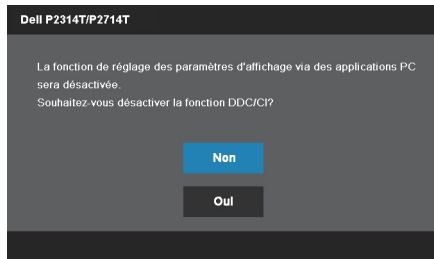 Dell P2314T/P2714T
La fonction de réglage des paramètres d'affichage via des applications PC
sera désactivée.
Souhaitez-vous désactiver la fonction DDC/CI?
Non
Oui